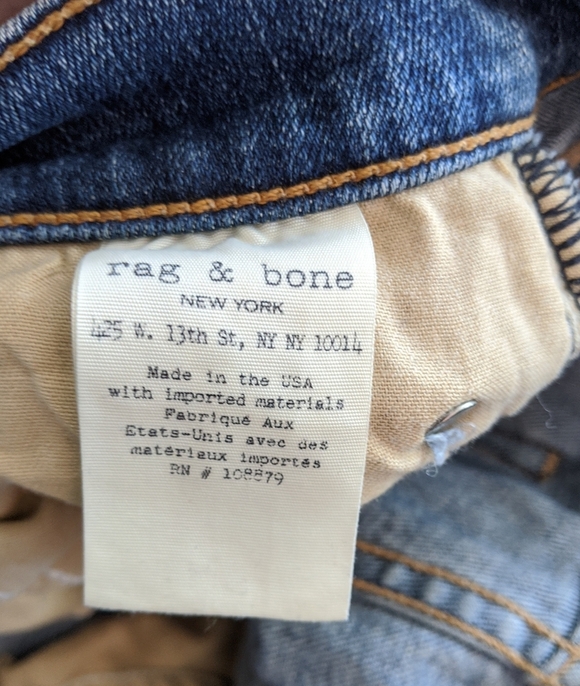 rag & bone
NEW YORK
425 W. 13th St, NY NY 10014
Made in the USA
with imported materials
Fabriqué Aux
Etats-Unis avec des
matériaux importés
RN # 108879